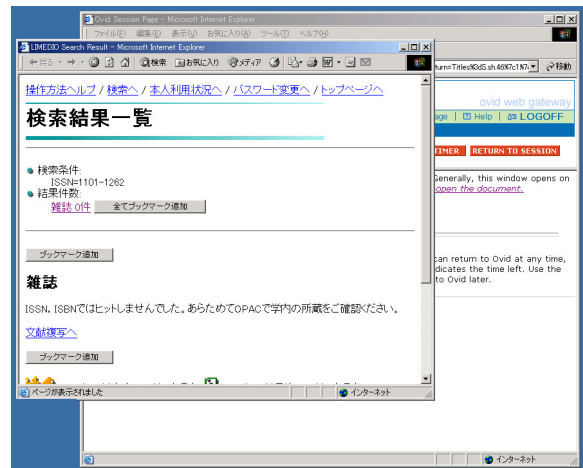 Ovid Session Page - Microsoft Internet Explorer
ファイル(F) 編集(E) 表示(V) お気に入り(A) ツール(T) ヘルプ(H)
LIMEDIO Search Result - Microsoft Internet Explorer
戻る 検索 お気に入り メディア
移動
操作方法ヘルプ / 検索へ / 本人利用状況へ / パスワード変更へ / トップページへ
検索結果一覧
検索条件:
ISSN=1101-1262
結果件数:
雑誌 0件 全てブックマーク追加
ブックマーク追加
雑誌
ISSN, ISBNではヒットしませんでした。あらためてOPACで学内の所蔵をご確認ください。
文献複写へ
ブックマーク追加
ページが表示されました インターネット
ovid web gateway
age | Help | LOGOFF
TIMER RETURN TO SESSION
Generally, this window opens on
open the document.
can return to Ovid at any time,
dicates the time left. Use the
to Ovid later.
インターネット